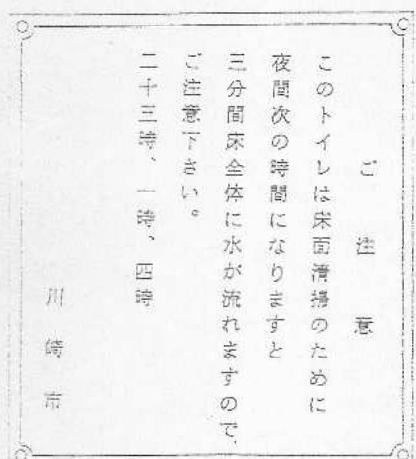 ご注意
このトイレは床面清掃のために
夜間次の時間になりますと
三分間床全体に水が流れますので、
ご注意下さい。
二十三時、一時、四時
川崎市